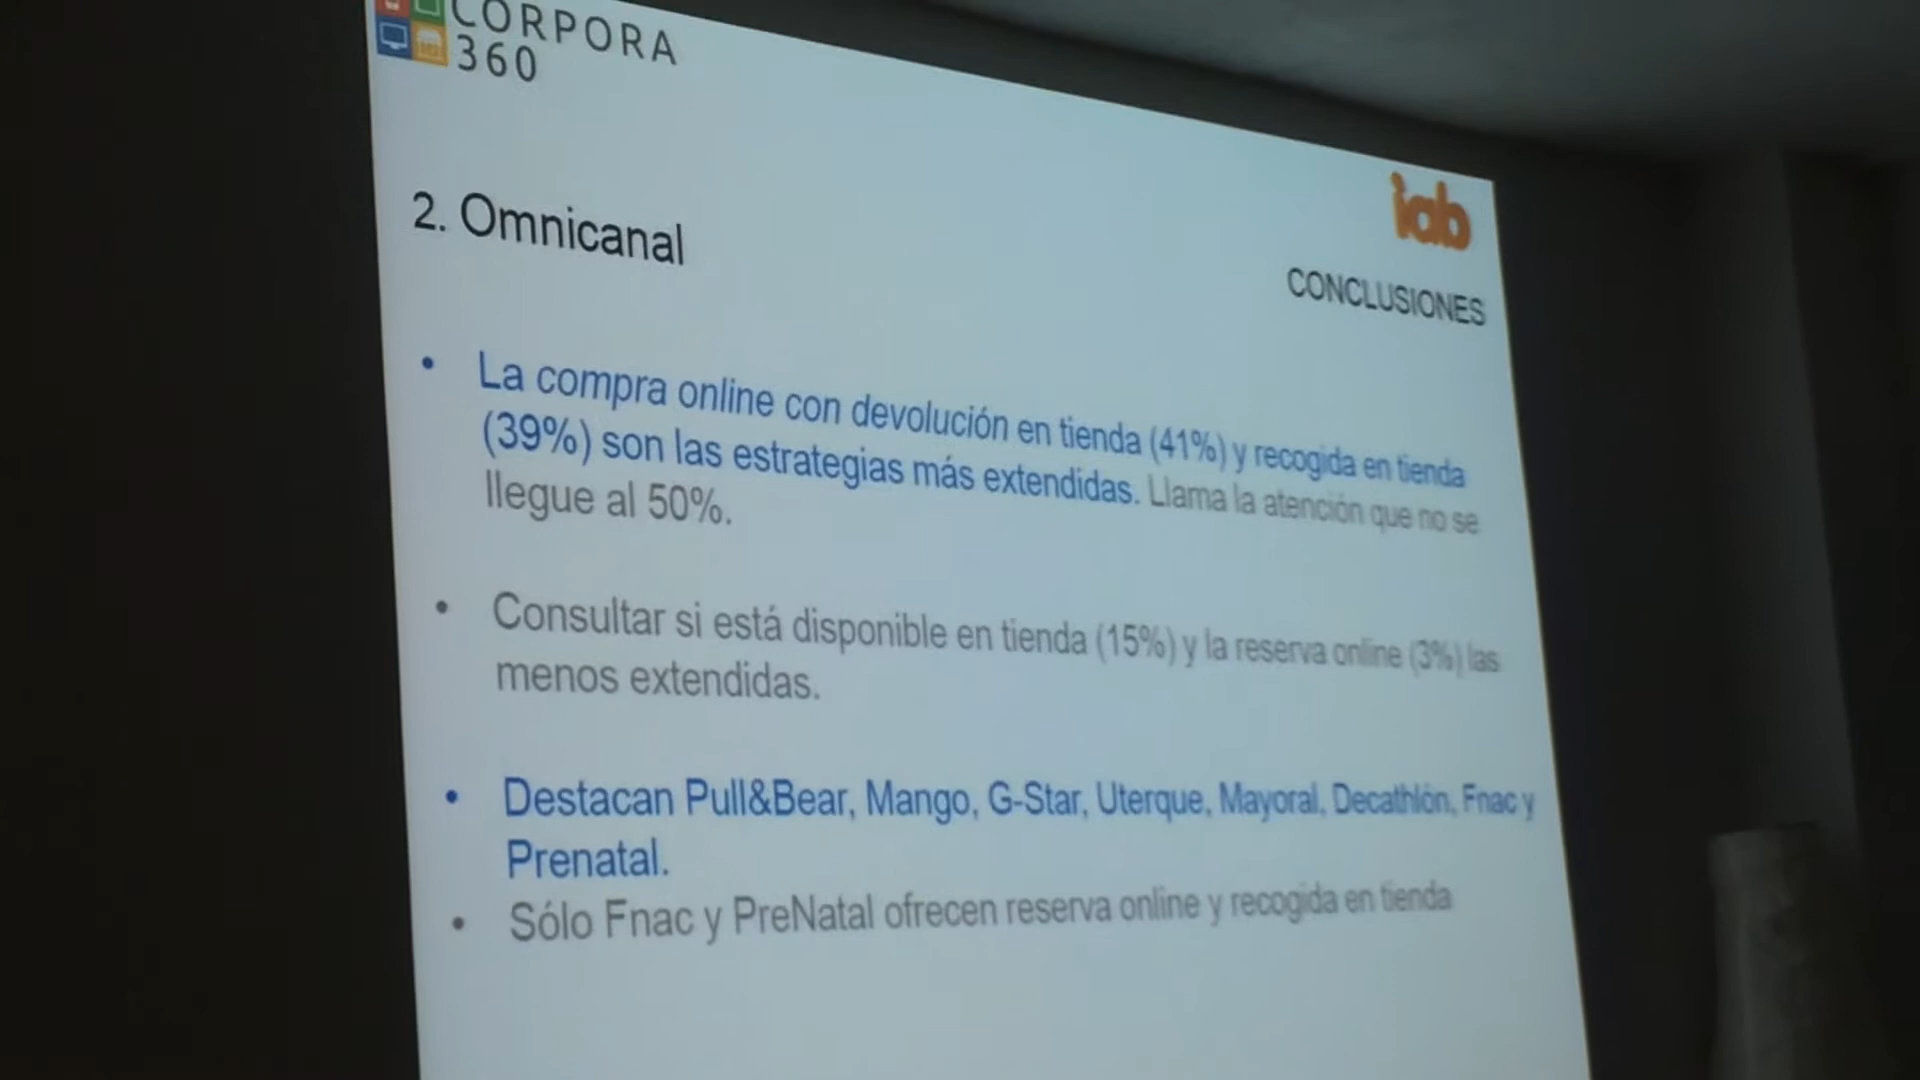 CORPORA
360
iab
2. Omnicanal
CONCLUSIONES
• La compra online con devolución en tienda (41%) y recogida en tienda
(39%) son las estrategias más extendidas. Llama la atención que no se
llegue al 50%.
• Consultar si está disponible en tienda (15%) y la reserva online (3%) las
menos extendidas.
• Destacan Pull&Bear, Mango, G-Star, Uterque, Mayoral, Decathlón, Fnac y
Prenatal.
• Sólo Fnac y PreNatal ofrecen reserva online y recogida en tienda